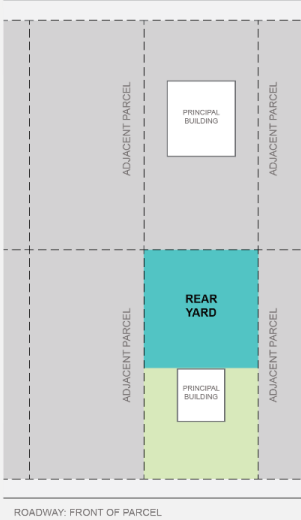 ADJACENT PARCEL
PRINCIPAL
BUILDING
ADJACENT PARCEL
REAR
YARD
ADJACENT PARCEL
PRINCIPAL
BUILDING
ADJACENT PARCEL
ROADWAY: FRONT OF PARCEL